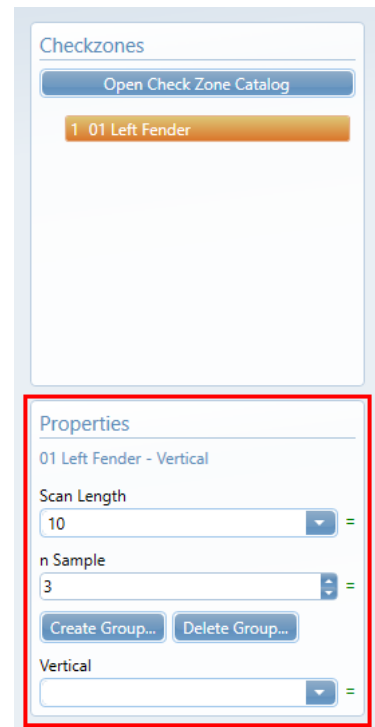 Checkzones
Open Check Zone Catalog
1 01 Left Fender
Properties
01 Left Fender - Vertical
Scan Length
10 =
n Sample
3 =
Create Group... Delete Group...
Vertical
=